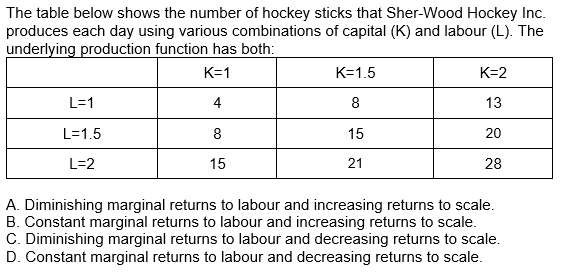 The table below shows the number of hockey sticks that Sher-Wood Hockey Inc.
produces each day using various combinations of capital (K) and labour (L). The
underlying production function has both:
K=1 K=1.5 K=2
L=1 4 8 13
L=1.5 8 15 20
L=2 15 21 28
A. Diminishing marginal returns to labour and increasing returns to scale.
B. Constant marginal returns to labour and increasing returns to scale.
C. Diminishing marginal returns to labour and decreasing returns to scale.
D. Constant marginal returns to labour and decreasing returns to scale.